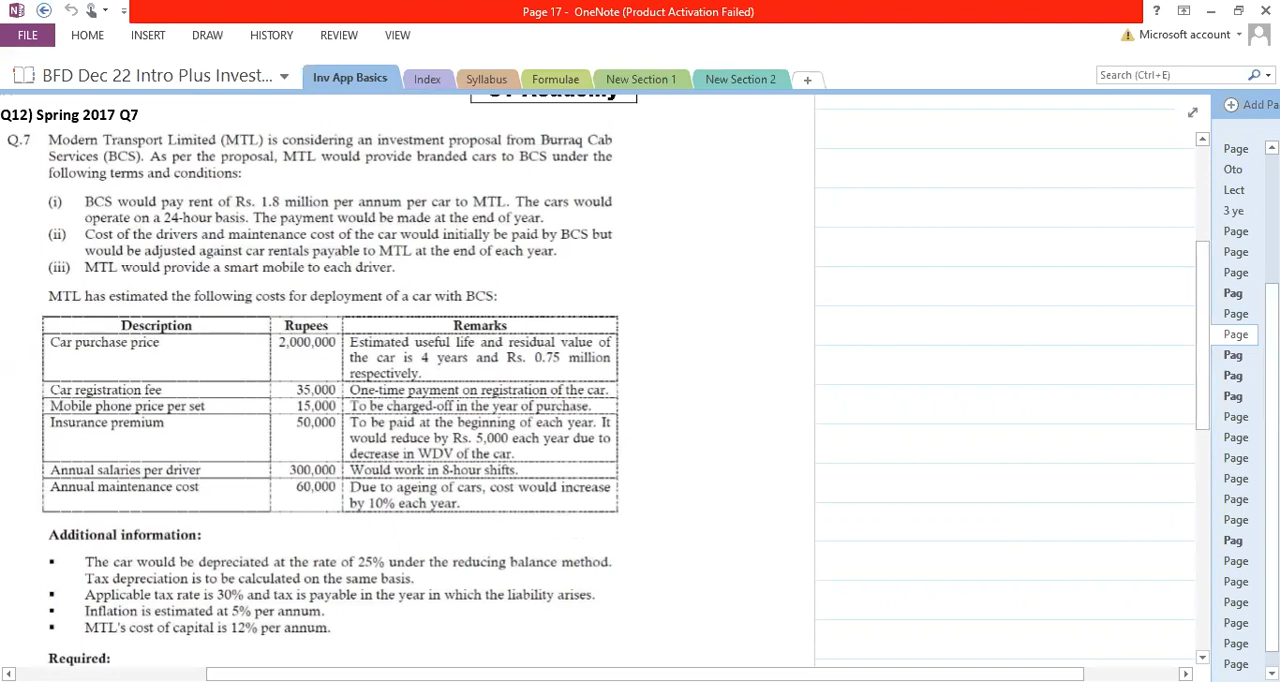 Page 17 - OneNote (Product Activation Failed)
FILE HOME INSERT DRAW HISTORY REVIEW VIEW Microsoft account
BFD Dec 22 Intro Plus Invest... Inv App Basics Index Syllabus Formulae New Section 1 New Section 2 + Search (Ctrl+E)
Q12) Spring 2017 Q7
Q.7 Modern Transport Limited (MTL) is considering an investment proposal from Burraq Cab
Services (BCS). As per the proposal, MTL would provide branded cars to BCS under the
following terms and conditions:
(i) BCS would pay rent of Rs. 1.8 million per annum per car to MTL. The cars would
operate on a 24-hour basis. The payment would be made at the end of year.
(ii) Cost of the drivers and maintenance cost of the car would initially be paid by BCS but
would be adjusted against car rentals payable to MTL at the end of each year.
(iii) MTL would provide a smart mobile to each driver.
MTL has estimated the following costs for deployment of a car with BCS:
Description Rupees Remarks
Car purchase price 2,000,000 Estimated useful life and residual value of
the car is 4 years and Rs. 0.75 million
respectively.
Car registration fee 35,000 One-time payment on registration of the car.
Mobile phone price per set 15,000 To be charged-off in the year of purchase.
Insurance premium 50,000 To be paid at the beginning of each year. It
would reduce by Rs. 5,000 each year due to
decrease in WDV of the car.
Annual salaries per driver 300,000 Would work in 8-hour shifts.
Annual maintenance cost 60,000 Due to ageing of cars, cost would increase
by 10% each year.
Additional information:
▪ The car would be depreciated at the rate of 25% under the reducing balance method.
Tax depreciation is to be calculated on the same basis.
▪ Applicable tax rate is 30% and tax is payable in the year in which the liability arises.
▪ Inflation is estimated at 5% per annum.
▪ MTL's cost of capital is 12% per annum.
Required:
Add Pa
Page
Oto
Lect
3 ye
Page
Page
Page
Pag
Page
Page
Pag
Pag
Pag
Page
Page
Page
Page
Page
Page
Pag
Page
Page
Page
Page
Page
Page